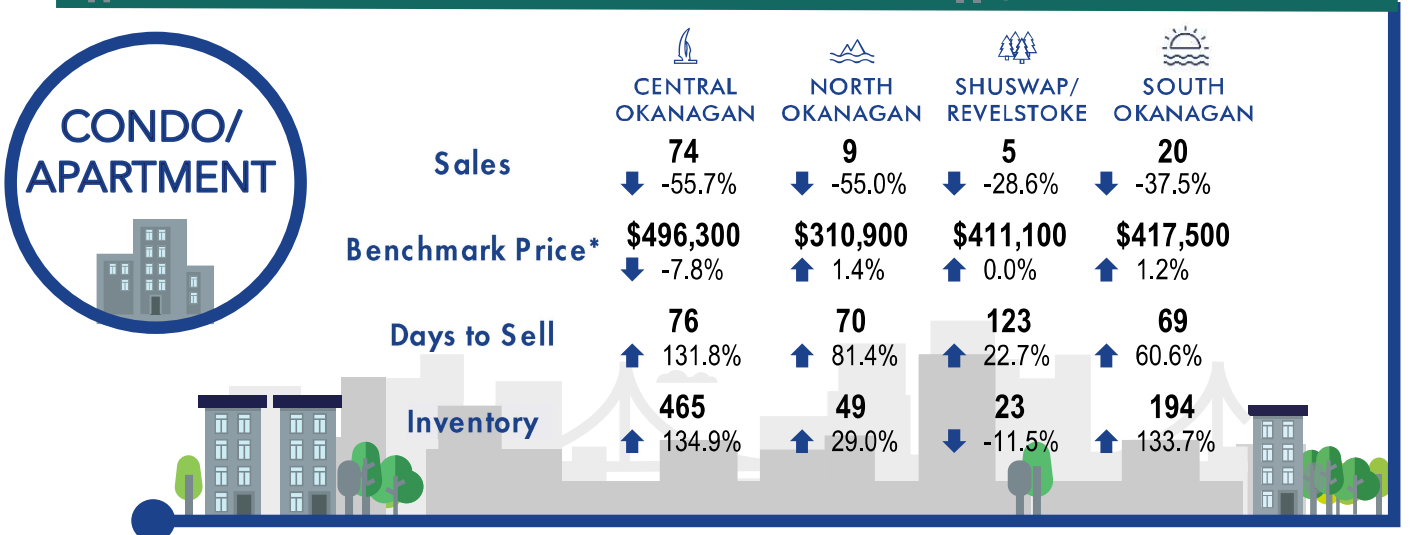 CONDO/
APARTMENT
CENTRAL OKANAGAN NORTH OKANAGAN SHUSWAP/ REVELSTOKE SOUTH OKANAGAN
Sales 74 9 5 20
-55.7% -55.0% -28.6% -37.5%
Benchmark Price* $496,300 $310,900 $411,100 $417,500
-7.8% 1.4% 0.0% 1.2%
Days to Sell 76 70 123 69
131.8% 81.4% 22.7% 60.6%
Inventory 465 49 23 194
134.9% 29.0% -11.5% 133.7%